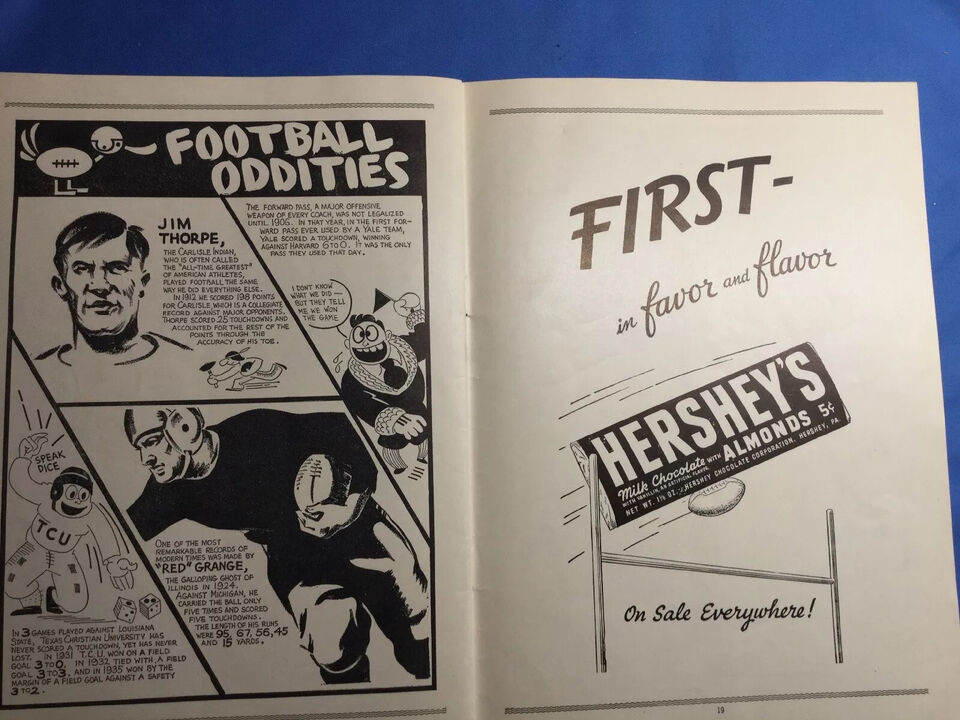 FOOTBALL
ODDITIES
JIM
THORPE,
THE CARLISLE INDIAN,
WHO IS OFTEN CALLED
THE "ALL-TIME GREATEST"
OF AMERICAN ATHLETES,
PLAYED FOOTBALL THE SAME
WAY HE DID EVERYTHING ELSE.
IN 1912 HE SCORED 198 POINTS
FOR CARLISLE, WHICH IS A COLLEGIATE
RECORD AGAINST MAJOR OPPONENTS.
THORPE SCORED 25 TOUCHDOWNS AND
ACCOUNTED FOR THE REST OF THE
POINTS THROUGH THE
ACCURACY OF HIS TOE.
THE FORWARD PASS, A MAJOR OFFENSIVE
WEAPON OF EVERY COACH, WAS NOT LEGALIZED
UNTIL 1906. IN THAT YEAR, IN THE FIRST FOR-
WARD PASS EVER USED BY A YALE TEAM,
YALE SCORED A TOUCHDOWN, WINNING
AGAINST HARVARD 6 TO 0. IT WAS THE ONLY
PASS THEY USED THAT DAY.
I DON'T KNOW
WHAT WE DID—
BUT THEY TELL
ME WE WON
THE GAME
SPEAK
DICE
TCU
IN 3 GAMES PLAYED AGAINST LOUISIANA
STATE, TEXAS CHRISTIAN UNIVERSITY HAS
NEVER SCORED A TOUCHDOWN, YET HAS NEVER
LOST. IN 1931 T.C.U. WON ON A FIELD
GOAL 3 TO 0. IN 1932 TIED WITH A FIELD
GOAL 3 TO 3. AND IN 1935 WON BY THE
MARGIN OF A FIELD GOAL AGAINST A SAFETY
3 TO 2.
ONE OF THE MOST
REMARKABLE RECORDS OF
MODERN TIMES WAS MADE BY
"RED" GRANGE,
THE GALLOPING GHOST OF
ILLINOIS IN 1924.
AGAINST MICHIGAN, HE
CARRIED THE BALL ONLY
FIVE TIMES AND SCORED
FIVE TOUCHDOWNS.
THE LENGTH OF HIS RUNS
WERE 95, 67, 56, 45
AND 15 YARDS.
FIRST-
in favor and flavor
HERSHEY'S
Milk Chocolate WITH ALMONDS 5¢
WITH VANILLIN, AN ARTIFICIAL FLAVOR
NET WT. 1⅛ OZ. HERSHEY CHOCOLATE CORPORATION, HERSHEY, PA.
On Sale Everywhere!
19